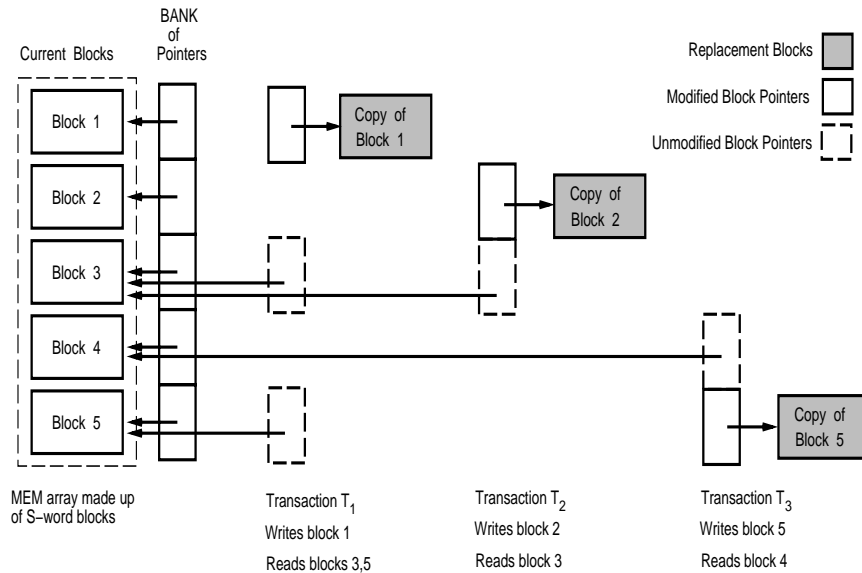 BANK
of
Pointers
Current Blocks
Replacement Blocks
Modified Block Pointers
Unmodified Block Pointers
Block 1
Copy of
Block 1
Block 2
Copy of
Block 2
Block 3
Block 4
Block 5
Copy of
Block 5
MEM array made up
of S-word blocks
Transaction T1
Writes block 1
Reads blocks 3,5
Transaction T2
Writes block 2
Reads block 3
Transaction T3
Writes block 5
Reads block 4